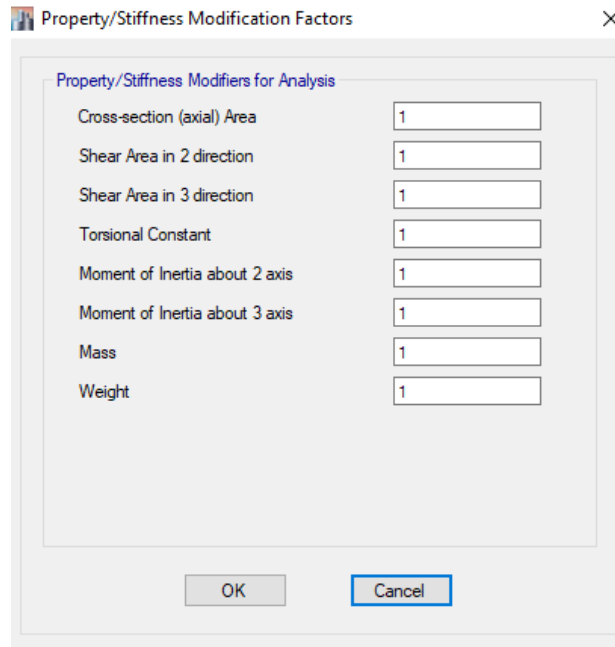 Property/Stiffness Modification Factors
Property/Stiffness Modifiers for Analysis
Cross-section (axial) Area 1
Shear Area in 2 direction 1
Shear Area in 3 direction 1
Torsional Constant 1
Moment of Inertia about 2 axis 1
Moment of Inertia about 3 axis 1
Mass 1
Weight 1
OK Cancel